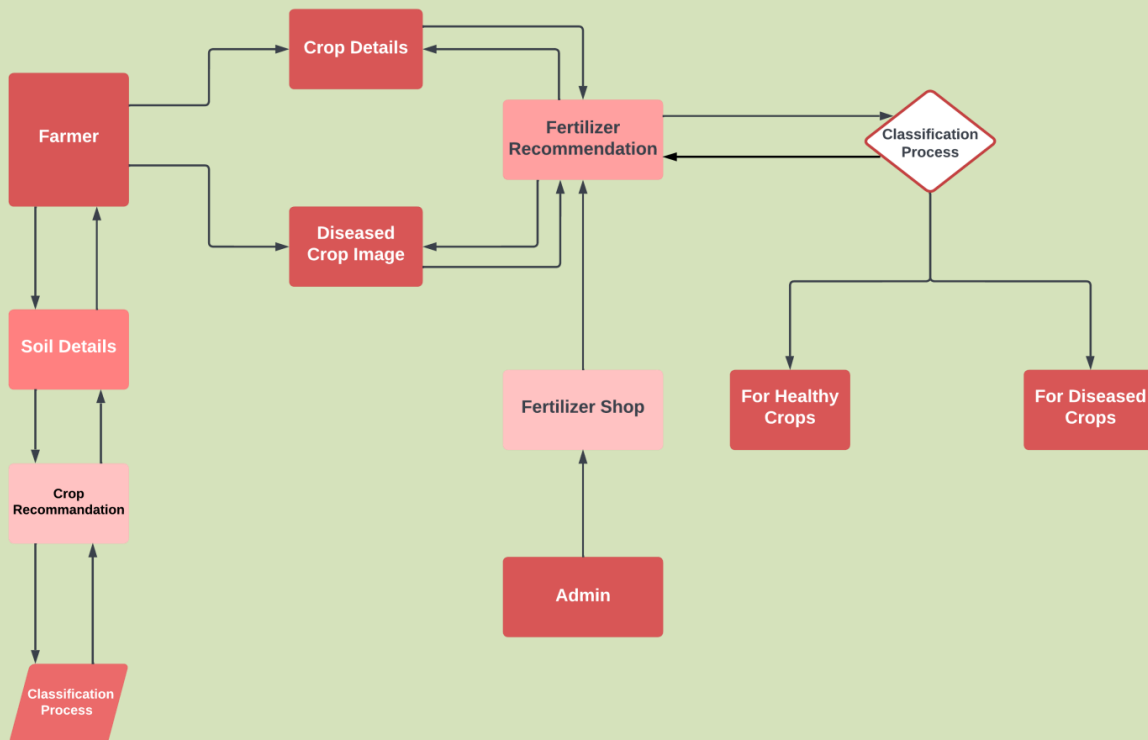 Crop Details
Farmer
Fertilizer
Recommendation
Classification
Process
Diseased
Crop Image
Soil Details
Fertilizer Shop
For Healthy
Crops
For Diseased
Crops
Crop
Recommandation
Admin
Classification
Process